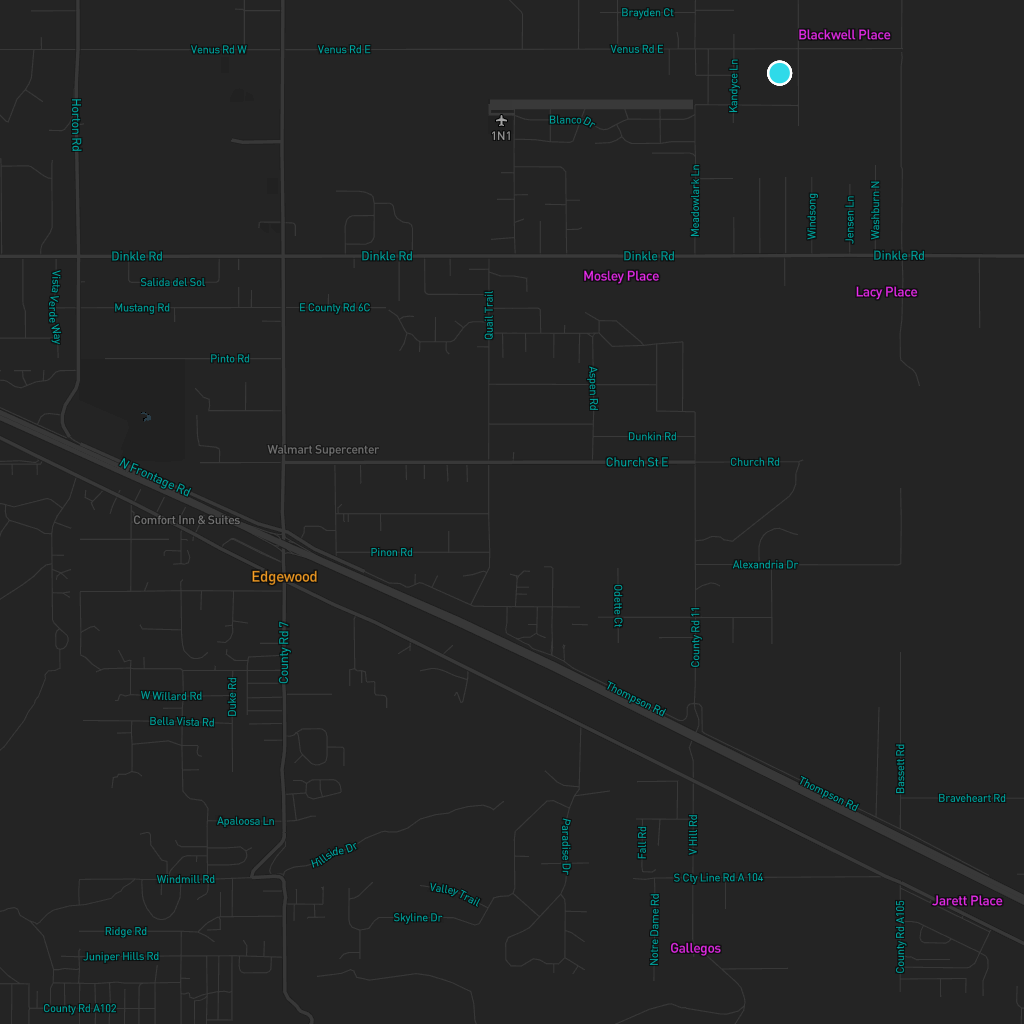 Brayden Ct
Blackwell Place
Venus Rd W
Venus Rd E
Venus Rd E
Kandyce Ln
Horton Rd
Blanco Dr
1N1
Meadowlark Ln
Windsong
Jensen Ln
Washburn N
Dinkle Rd
Dinkle Rd
Dinkle Rd
Dinkle Rd
Mosley Place
Salida del Sol
Lacy Place
Vista Verde Way
Mustang Rd
E County Rd 6C
Quail Trail
Pinto Rd
Aspen Rd
Dunkin Rd
Walmart Supercenter
Church St E
Church Rd
N Frontage Rd
Comfort Inn & Suites
Pinon Rd
Alexandria Dr
Edgewood
Odette Ct
County Rd 11
County Rd 7
W Willard Rd
Duke Rd
Thompson Rd
Bella Vista Rd
Bassett Rd
Thompson Rd
Braveheart Rd
Apaloosa Ln
Hillside Dr
Paradise Dr
Fall Rd
V Hill Rd
Windmill Rd
S Cty Line Rd A 104
Valley Trail
Jarett Place
Skyline Dr
Notre Dame Rd
County Rd A105
Ridge Rd
Gallegos
Juniper Hills Rd
County Rd A102